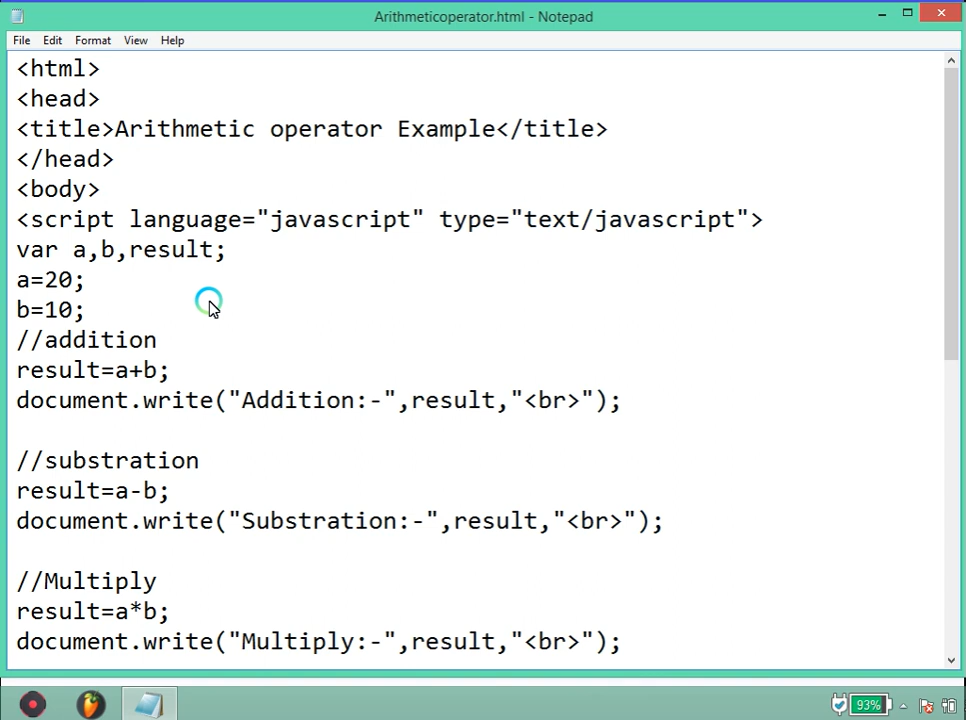 Arithmeticoperator.html - Notepad
File Edit Format View Help
<html>
<head>
<title>Arithmetic operator Example</title>
</head>
<body>
<script language="javascript" type="text/javascript">
var a,b,result;
a=20;
b=10;
//addition
result=a+b;
document.write("Addition:-",result,"<br>");
//substration
result=a-b;
document.write("Substration:-",result,"<br>");
//Multiply
result=a*b;
document.write("Multiply:-",result,"<br>");
93%